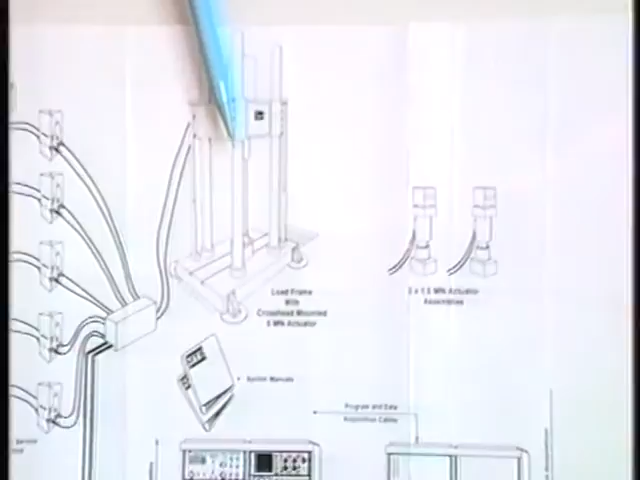 Load Frame
With
Crosshead Mounted
5 MN Actuator
2 x 1.5 MN Actuator
Assemblies
System Manuals
Program and Data
Acquisition Cables
Service